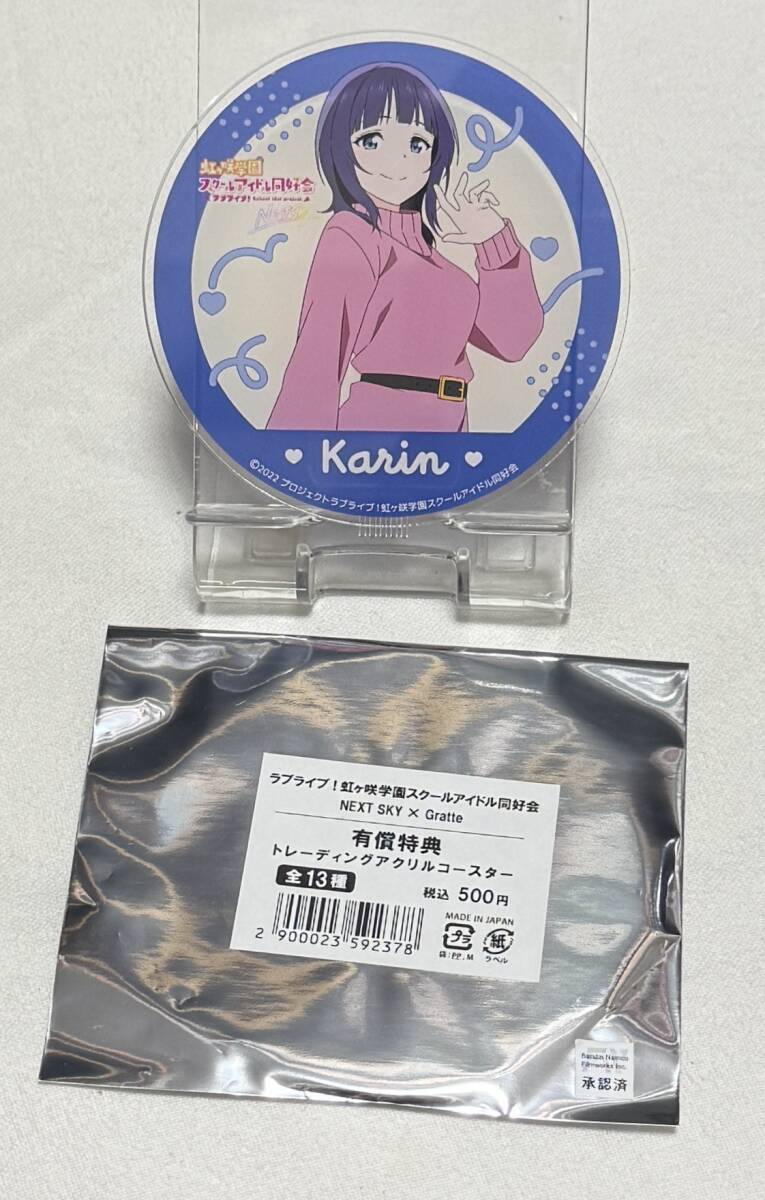 虹ヶ咲学園
スクールアイドル同好会
ラブライブ! School idol project
NEXT SKY
Karin
©2022 プロジェクトラブライブ!虹ヶ咲学園スクールアイドル同好会
ラブライブ!虹ヶ咲学園スクールアイドル同好会
NEXT SKY × Gratte
有償特典
トレーディングアクリルコースター
全13種
税込 500円
2 900023 592378
MADE IN JAPAN
プラ
袋:PP,M
紙
ラベル
Bandai Namco
Filmworks Inc.
承認済